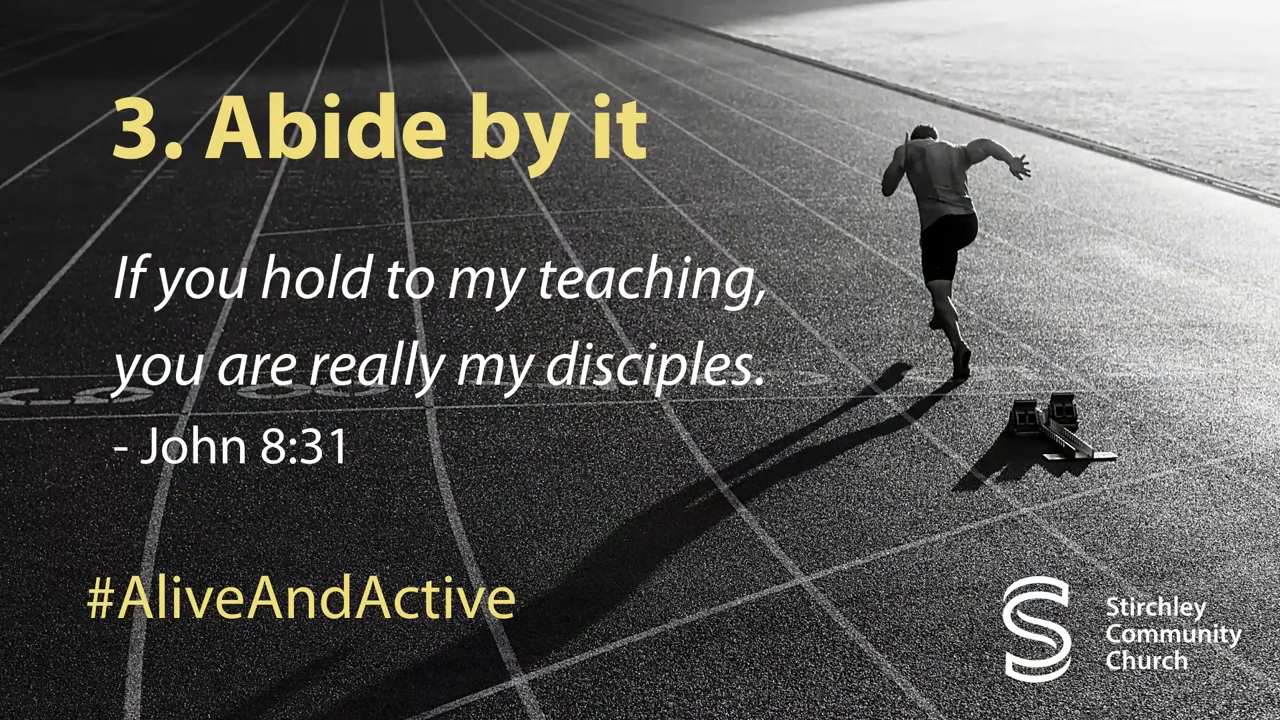 3. Abide by it
If you hold to my teaching,
you are really my disciples.
- John 8:31
#AliveAndActive
Stirchley
Community
Church